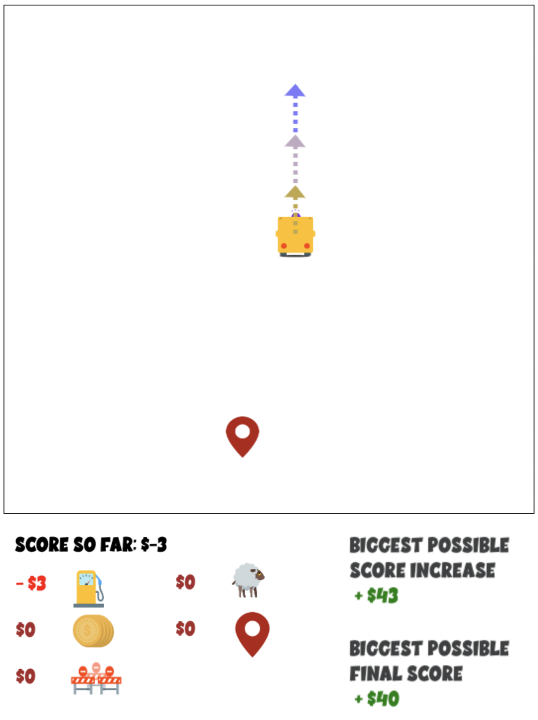 SCORE SO FAR: $-3
- $3
$0
$0
$0
$0
BIGGEST POSSIBLE
SCORE INCREASE
+ $43
BIGGEST POSSIBLE
FINAL SCORE
+ $40